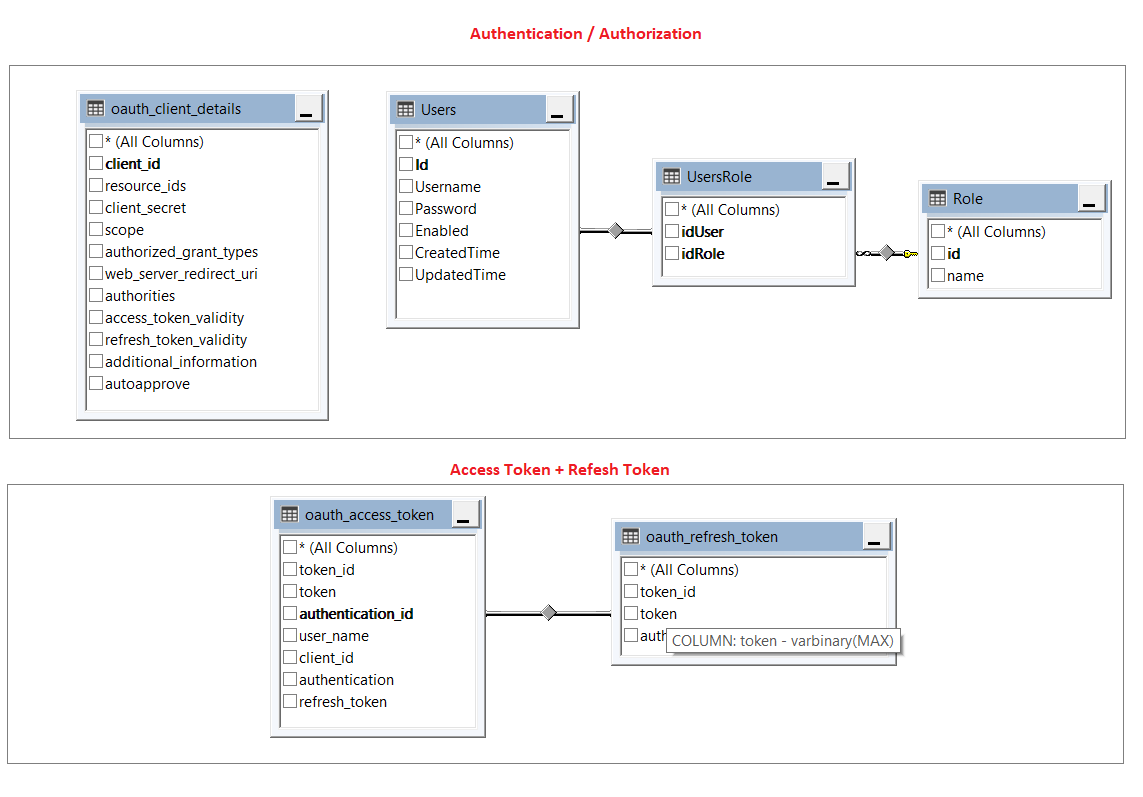 Authentication / Authorization
oauth_client_details
* (All Columns)
client_id
resource_ids
client_secret
scope
authorized_grant_types
web_server_redirect_uri
authorities
access_token_validity
refresh_token_validity
additional_information
autoapprove
Users
* (All Columns)
Id
Username
Password
Enabled
CreatedTime
UpdatedTime
UsersRole
* (All Columns)
idUser
idRole
Role
* (All Columns)
id
name
Access Token + Refesh Token
oauth_access_token
* (All Columns)
token_id
token
authentication_id
user_name
client_id
authentication
refresh_token
oauth_refresh_token
* (All Columns)
token_id
token
COLUMN: token - varbinary(MAX)